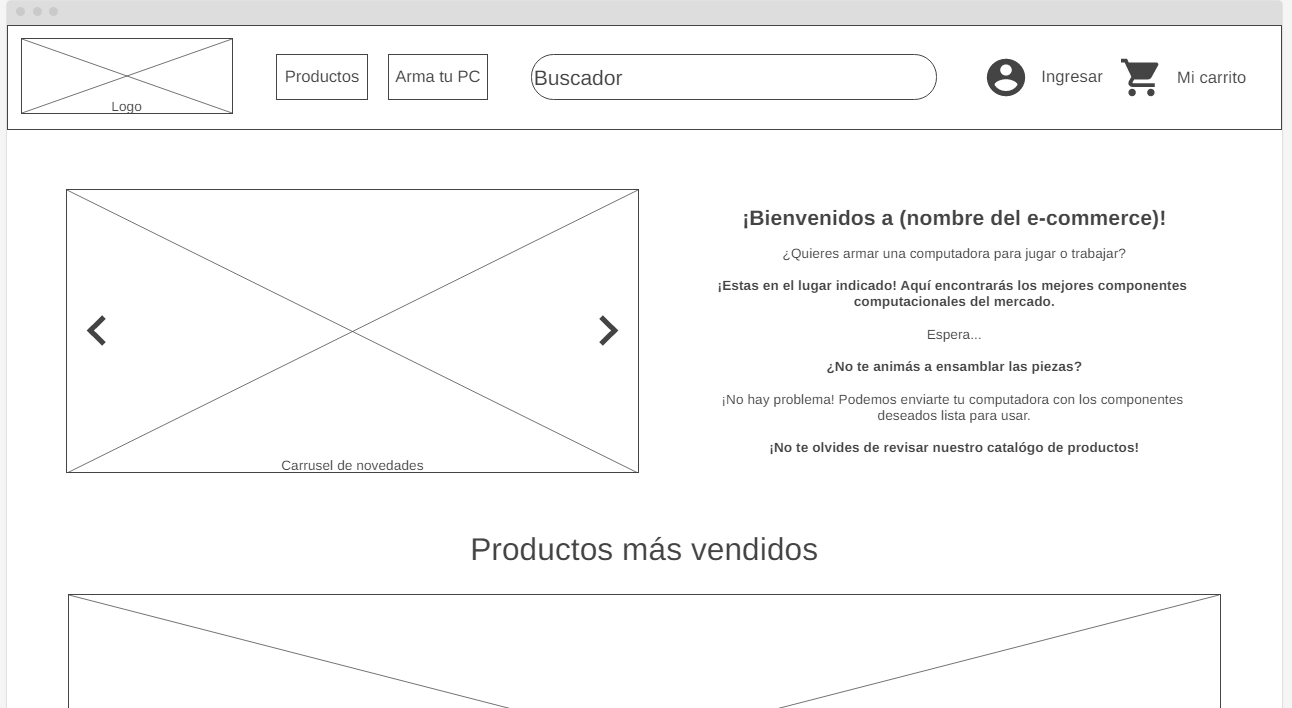 Logo
Productos
Arma tu PC
Buscador
Ingresar
Mi carrito
Carrusel de novedades
¡Bienvenidos a (nombre del e-commerce)!
¿Quieres armar una computadora para jugar o trabajar?
¡Estas en el lugar indicado! Aquí encontrarás los mejores componentes
computacionales del mercado.
Espera...
¿No te animás a ensamblar las piezas?
¡No hay problema! Podemos enviarte tu computadora con los componentes
deseados lista para usar.
¡No te olvides de revisar nuestro catalógo de productos!
Productos más vendidos